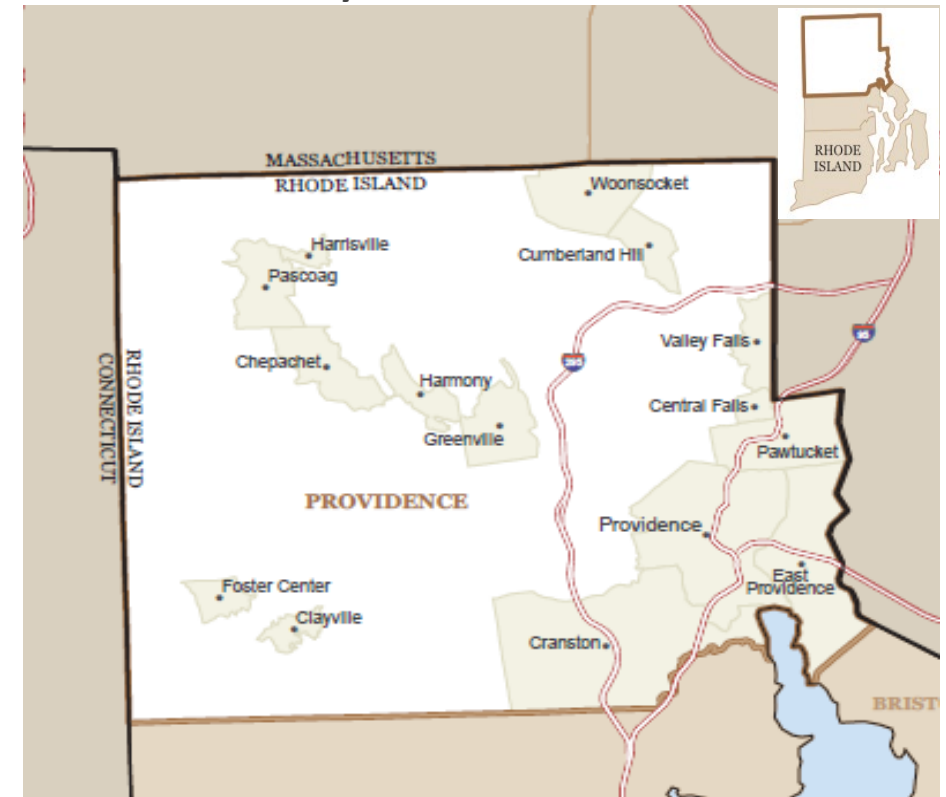 MASSACHUSETTS
RHODE ISLAND
RHODE
ISLAND
Woonsocket
Harrisville
Cumberland Hill
Pascoag
Valley Falls
95
295
Chepachet
CONNECTICUT
RHODE ISLAND
Harmony
Central Falls
Greenville
Pawtucket
PROVIDENCE
Providence
East
Providence
Foster Center
Clayville
Cranston
BRIST